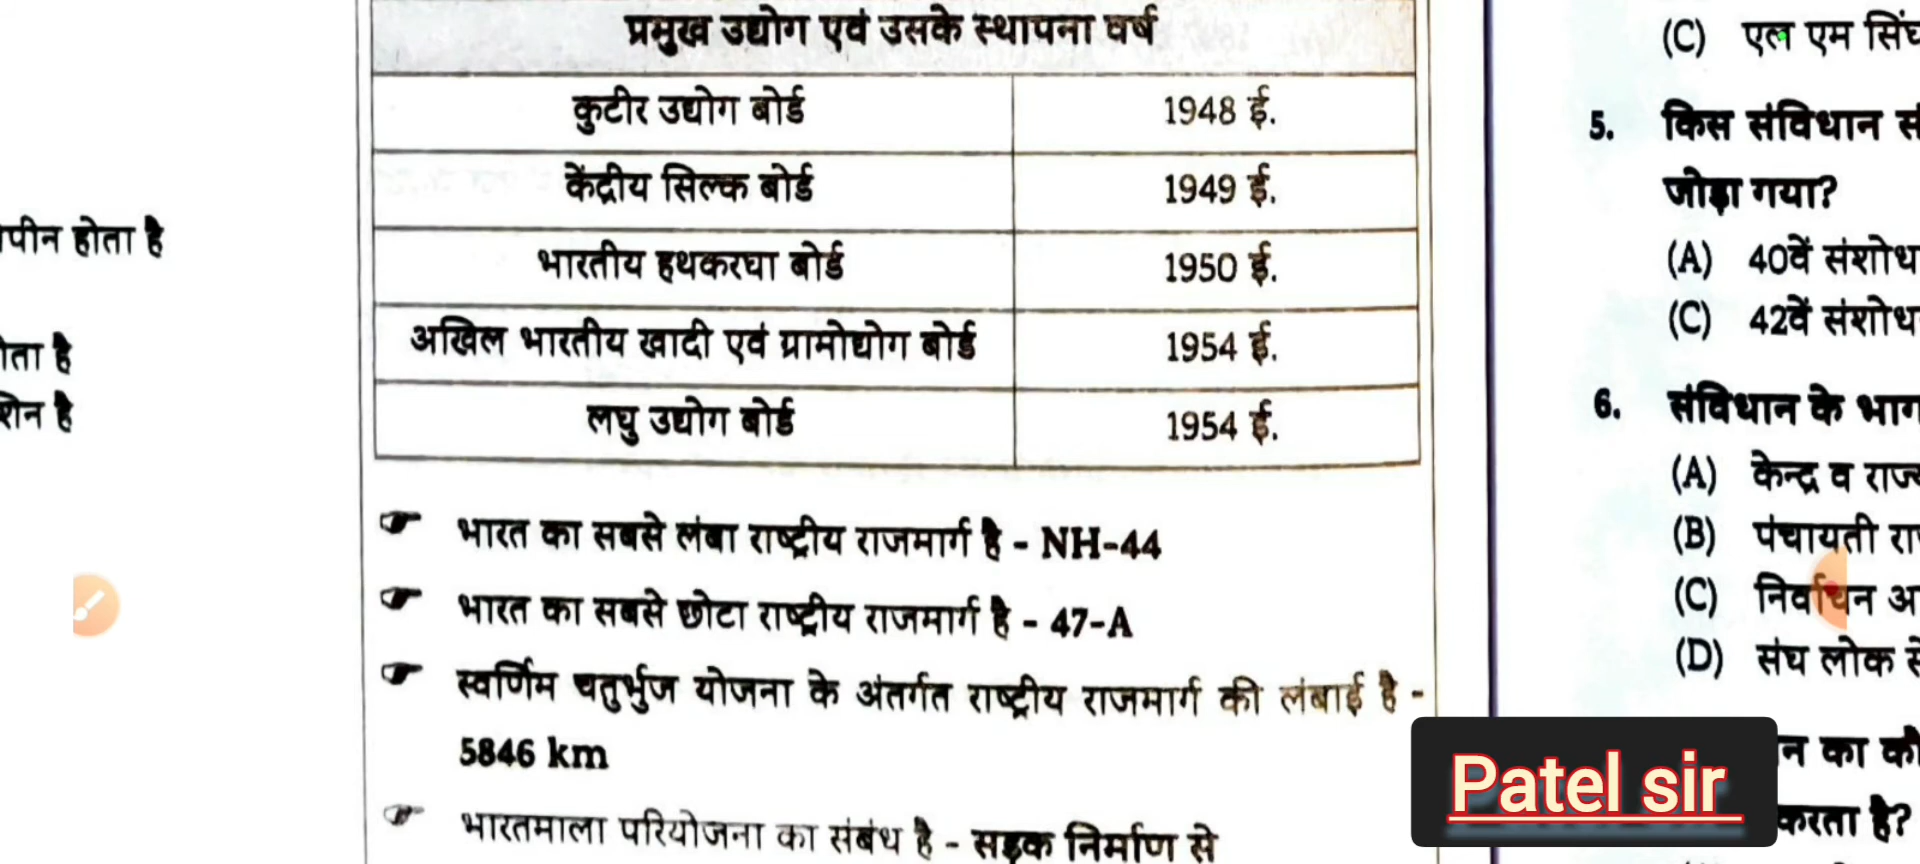 पीन होता है
है
है
प्रमुख उद्योग एवं उसके स्थापना वर्ष
कुटीर उद्योग बोर्ड 1948 ई.
केंद्रीय सिल्क बोर्ड 1949 ई.
भारतीय हथकरघा बोर्ड 1950 ई.
अखिल भारतीय खादी एवं ग्रामोद्योग बोर्ड 1954 ई.
लघु उद्योग बोर्ड 1954 ई.
भारत का सबसे लंबा राष्ट्रीय राजमार्ग है - NH-44
भारत का सबसे छोटा राष्ट्रीय राजमार्ग है - 47-A
स्वर्णिम चतुर्भुज योजना के अंतर्गत राष्ट्रीय राजमार्ग की लंबाई है -
5846 km
भारतमाला परियोजना का संबंध है - सड़क निर्माण से
(C) एल एम
5. किस संविधान
जोड़ा गया?
(A) 40वें
(C) 42वें
6. संविधान के
(A) केन्द्र व
(B) पंचायती
(C)
(D) संघ लोक
का
करता है?
Patel sir